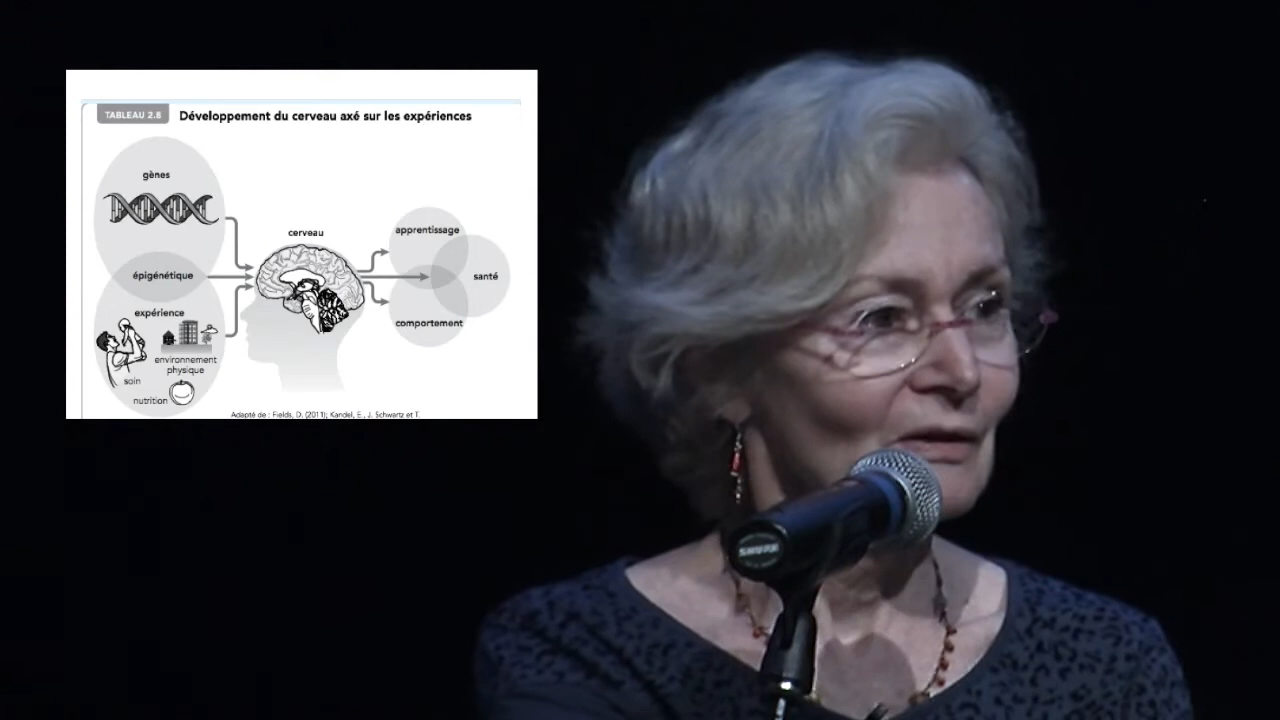 TABLEAU 2.8
Développement du cerveau axé sur les expériences
gènes
épigénétique
expérience
environnement
physique
soin
nutrition
cerveau
apprentissage
santé
comportement
Adapté de : Fields, D. (2011); Kandel, E., J. Schwartz et T.
SHURE